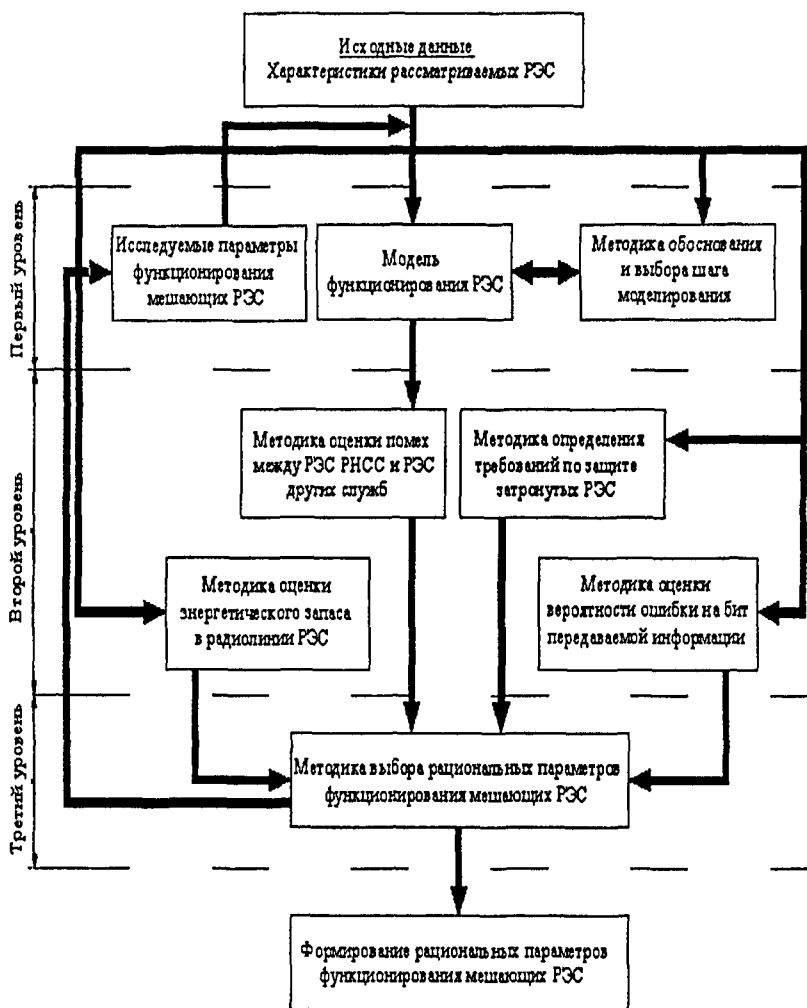 Исходные данные
Характеристики рассматриваемых РЭС
Первый уровень
Исследуемые параметры
функционирования
мешающих РЭС
Модель
функционирования РЭС
Методика обоснования
и выбора шага
моделирования
Второй уровень
Методика оценки помех
между РЭС РНСС и РЭС
других служб
Методика определения
требований по защите
затронутых РЭС
Методика оценки
энергетического запаса
в радиолинии РЭС
Методика оценки
вероятности ошибки на бит
передаваемой информации
Третий уровень
Методика выбора рациональных параметров
функционирования мешающих РЭС
Формирование рациональных параметров
функционирования мешающих РЭС